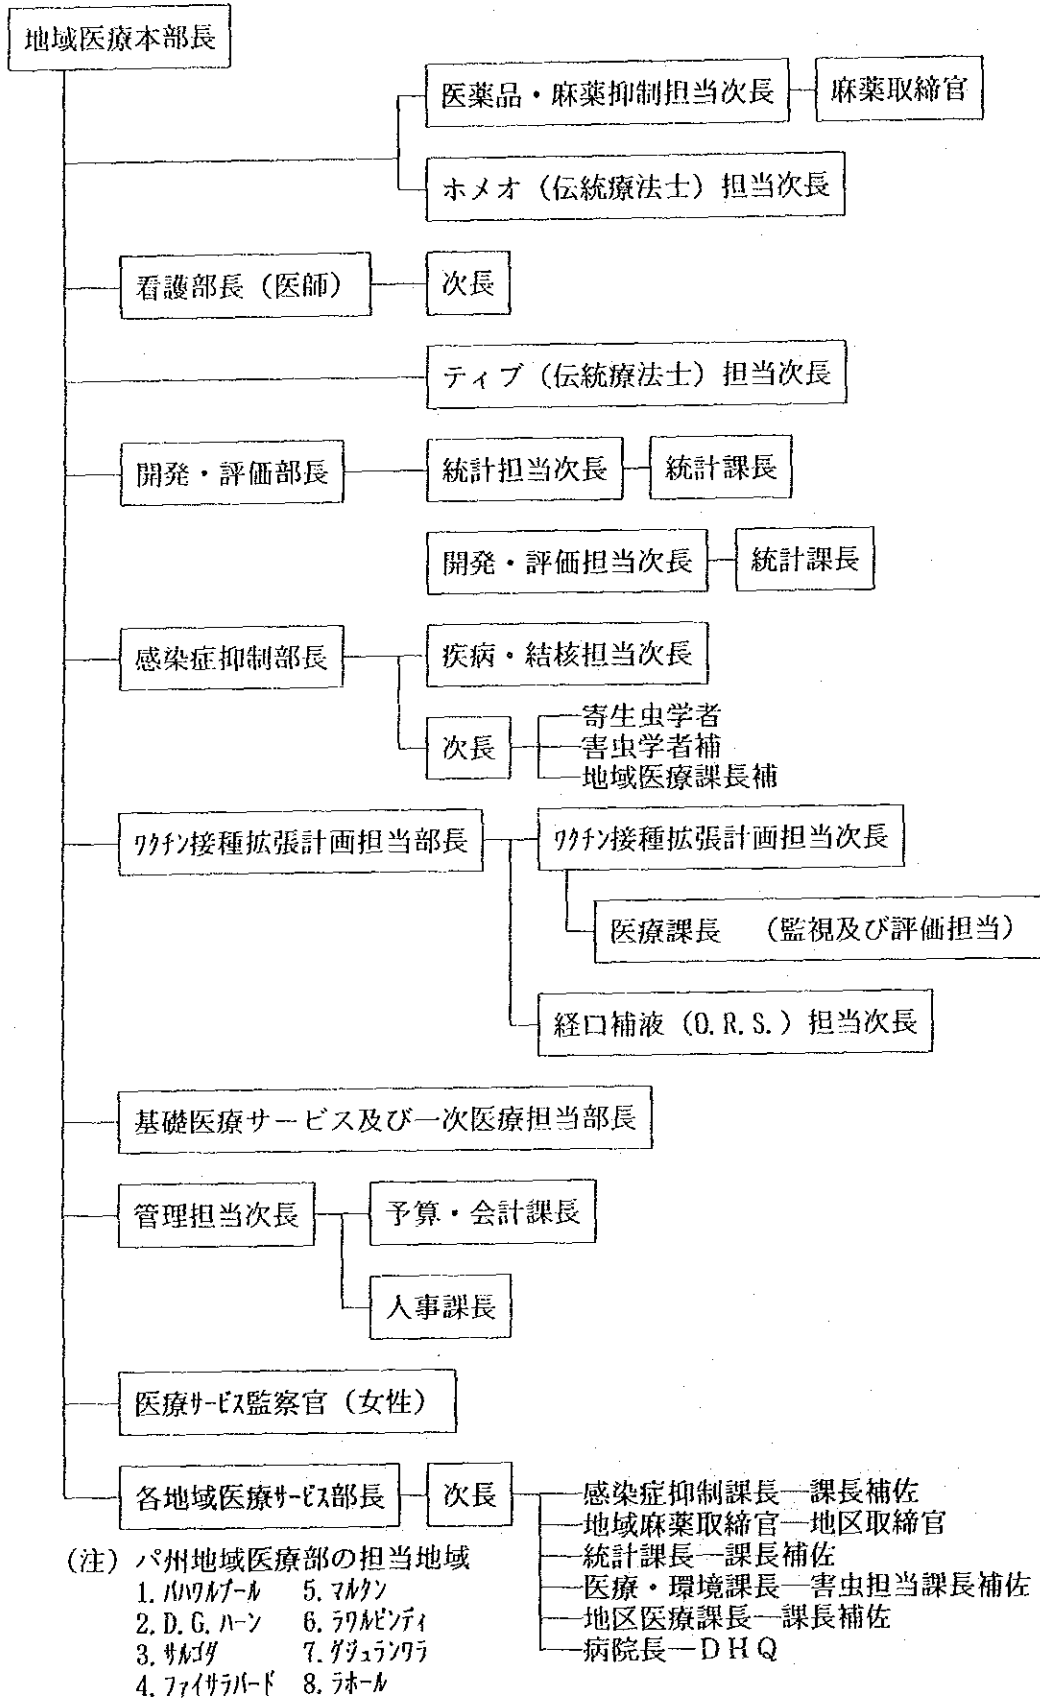 地域医療本部長
医薬品・麻薬抑制担当次長 麻薬取締官
ホメオ（伝統療法士）担当次長
看護部長（医師） 次長
ティブ（伝統療法士）担当次長
開発・評価部長 統計担当次長 統計課長
開発・評価担当次長 統計課長
感染症抑制部長 疾病・結核担当次長
寄生虫学者
次長 害虫学者補
地域医療課長補
ワクチン接種拡張計画担当部長 ワクチン接種拡張計画担当次長
医療課長 （監視及び評価担当）
経口補液（O.R.S.）担当次長
基礎医療サービス及び一次医療担当部長
管理担当次長 予算・会計課長
人事課長
医療サービス監察官（女性）
各地域医療サービス部長 次長 感染症抑制課長―課長補佐
地域麻薬取締官―地区取締官
統計課長―課長補佐
医療・環境課長―害虫担当課長補佐
地区医療課長―課長補佐
病院長―DHQ
（注）パ州地域医療部の担当地域
1. バハワルプール 5. マルタン
2. D.G.ハーン 6. ラワルピンディ
3. サルゴダ 7. グジュランワラ
4. ファイサラバード 8. ラホール